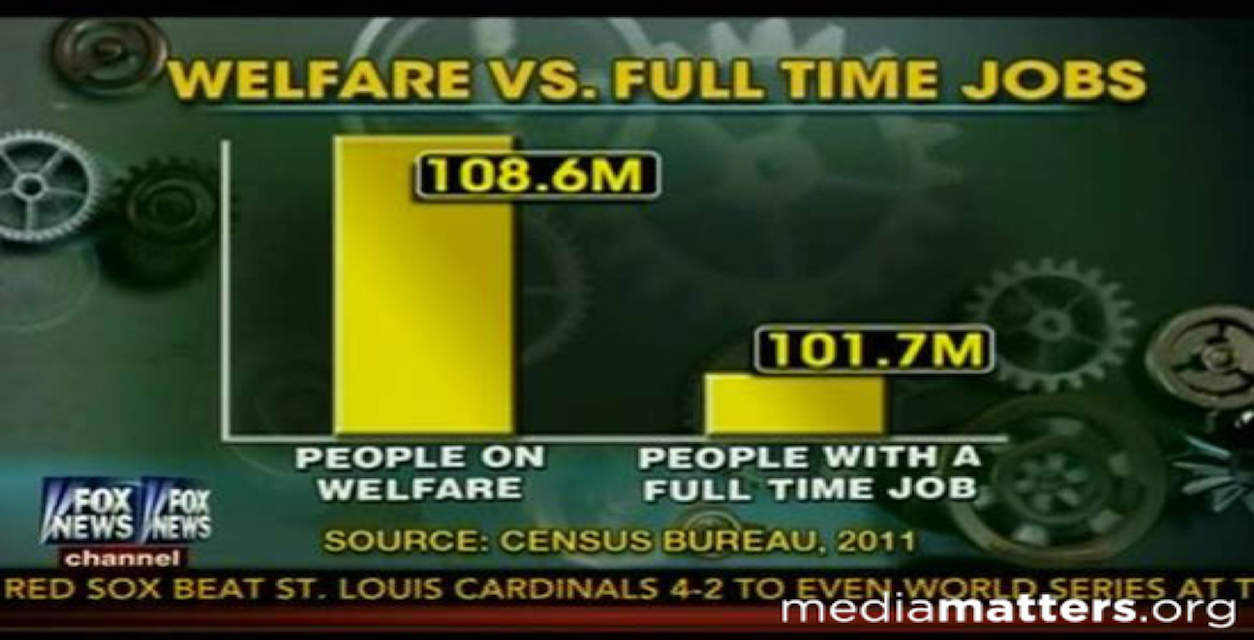 WELFARE VS. FULL TIME JOBS
108.6M
101.7M
PEOPLE ON
WELFARE
PEOPLE WITH A
FULL TIME JOB
SOURCE: CENSUS BUREAU, 2011
FOX NEWS
FOX NEWS
channel
RED SOX BEAT ST. LOUIS CARDINALS 4-2 TO EVEN WORLD SERIES AT T
mediamatters.org